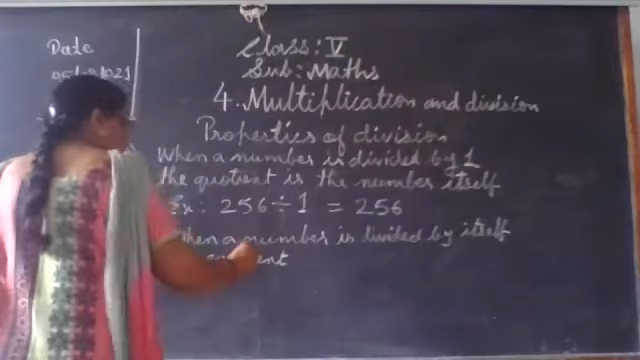 Date
Class: V
Sub: Maths
4. Multiplication and division
Properties of division
When a number is divided by 1
the quotient is the number itself
Ex: 256 ÷ 1 = 256
When a number is divided by itself